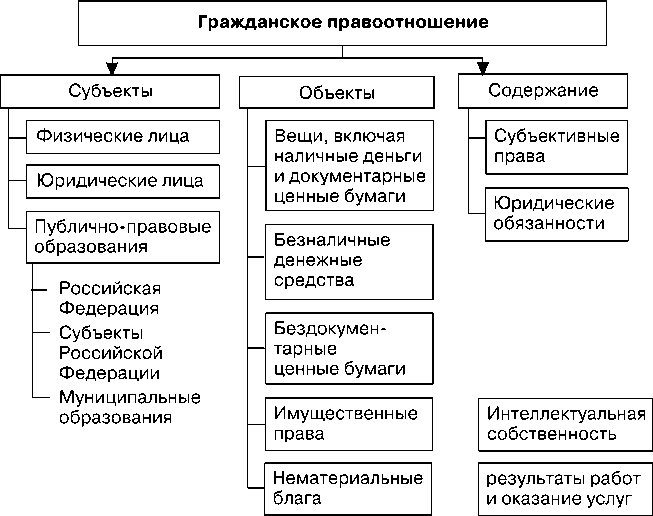 Гражданское правоотношение
Субъекты
Физические лица
Юридические лица
Публично-правовые
образования
Российская
Федерация
Субъекты
Российской
Федерации
Муниципальные
образования
Объекты
Вещи, включая
наличные деньги
и документарные
ценные бумаги
Безналичные
денежные
средства
Бездокумен-
тарные
ценные бумаги
Имущественные
права
Нематериальные
блага
Содержание
Субъективные
права
Юридические
обязанности
Интеллектуальная
собственность
результаты работ
и оказание услуг